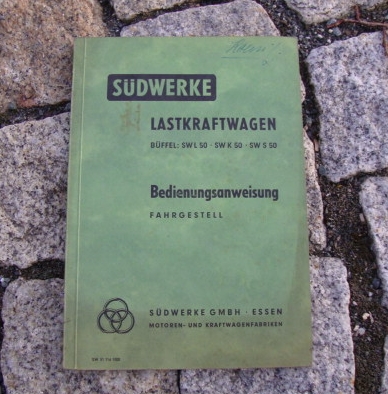 SÜDWERKE
LASTKRAFTWAGEN
BÜFFEL: SW L 50 · SW K 50 · SW S 50
Bedienungsanweisung
FAHRGESTELL
SÜDWERKE GMBH · ESSEN
MOTOREN- UND KRAFTWAGENFABRIKEN